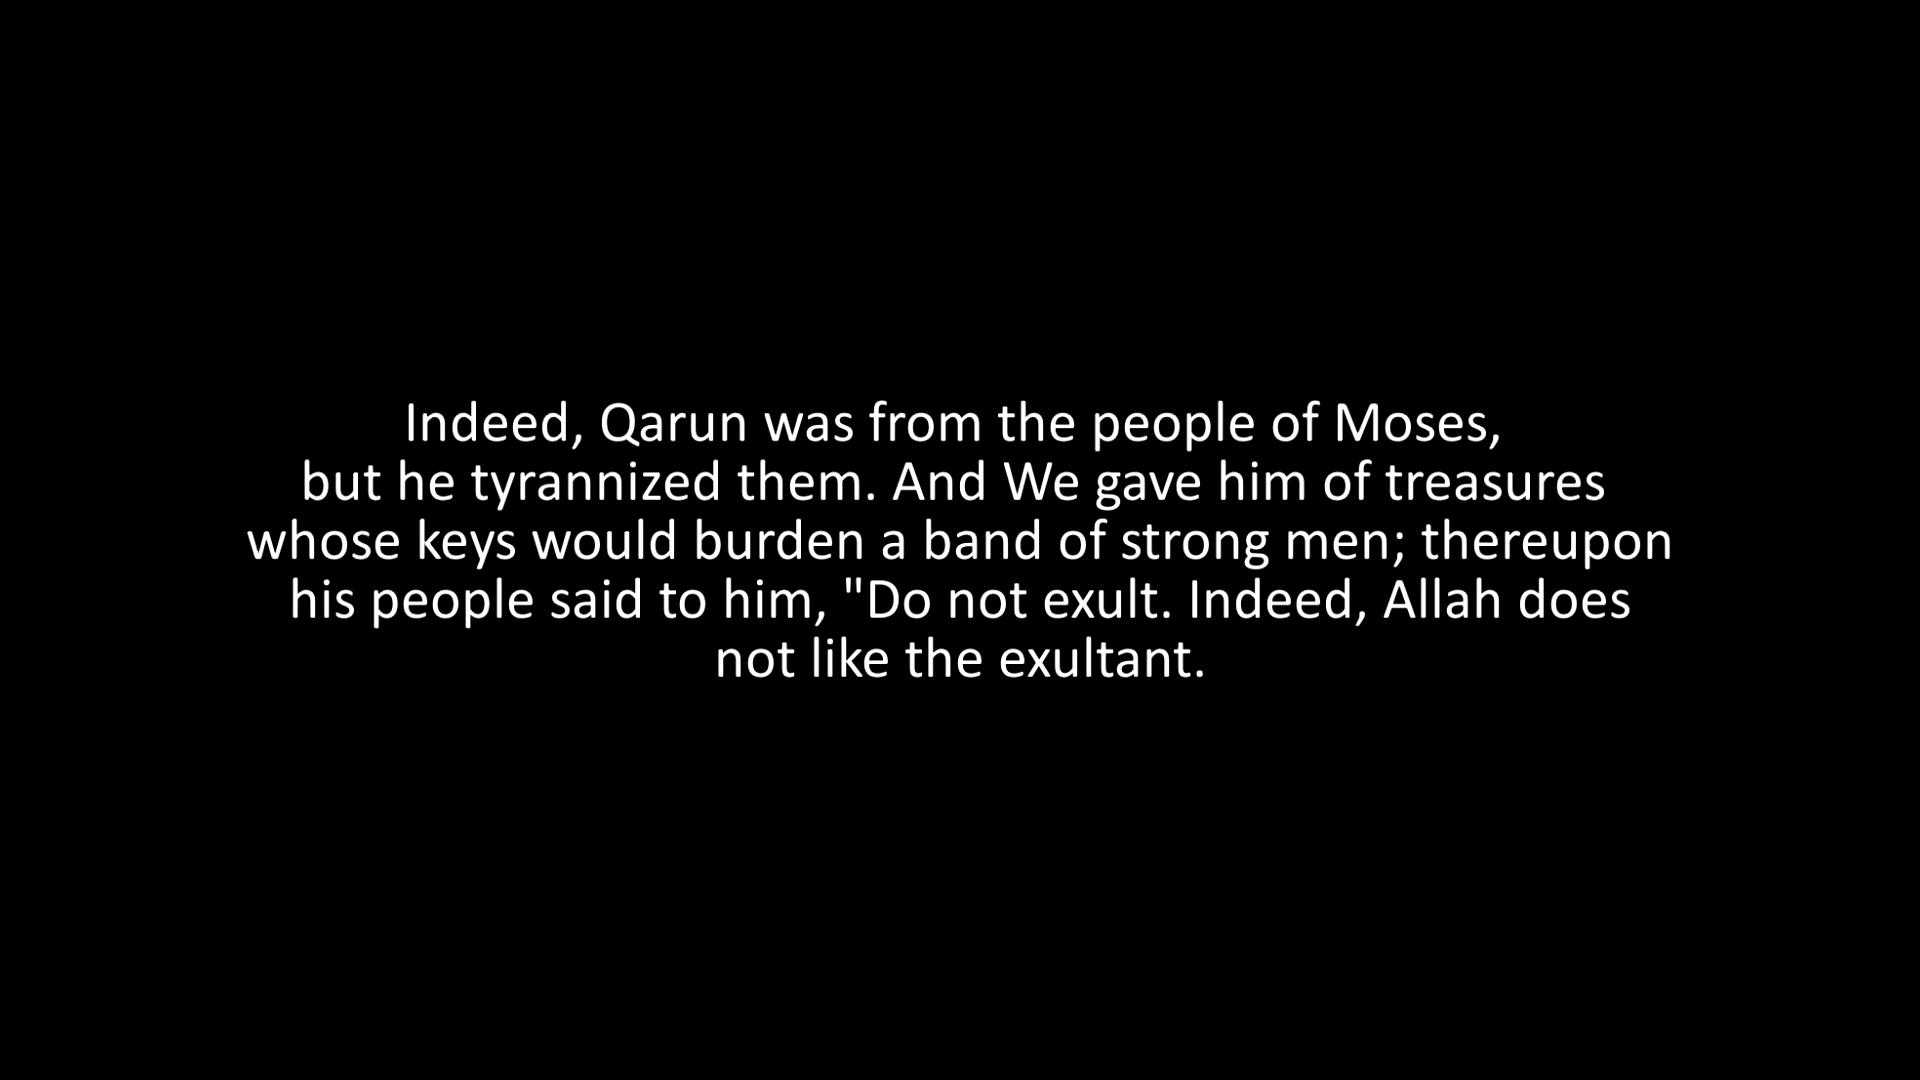 Indeed, Qarun was from the people of Moses,
but he tyrannized them. And We gave him of treasures
whose keys would burden a band of strong men; thereupon
his people said to him, "Do not exult. Indeed, Allah does
not like the exultant.